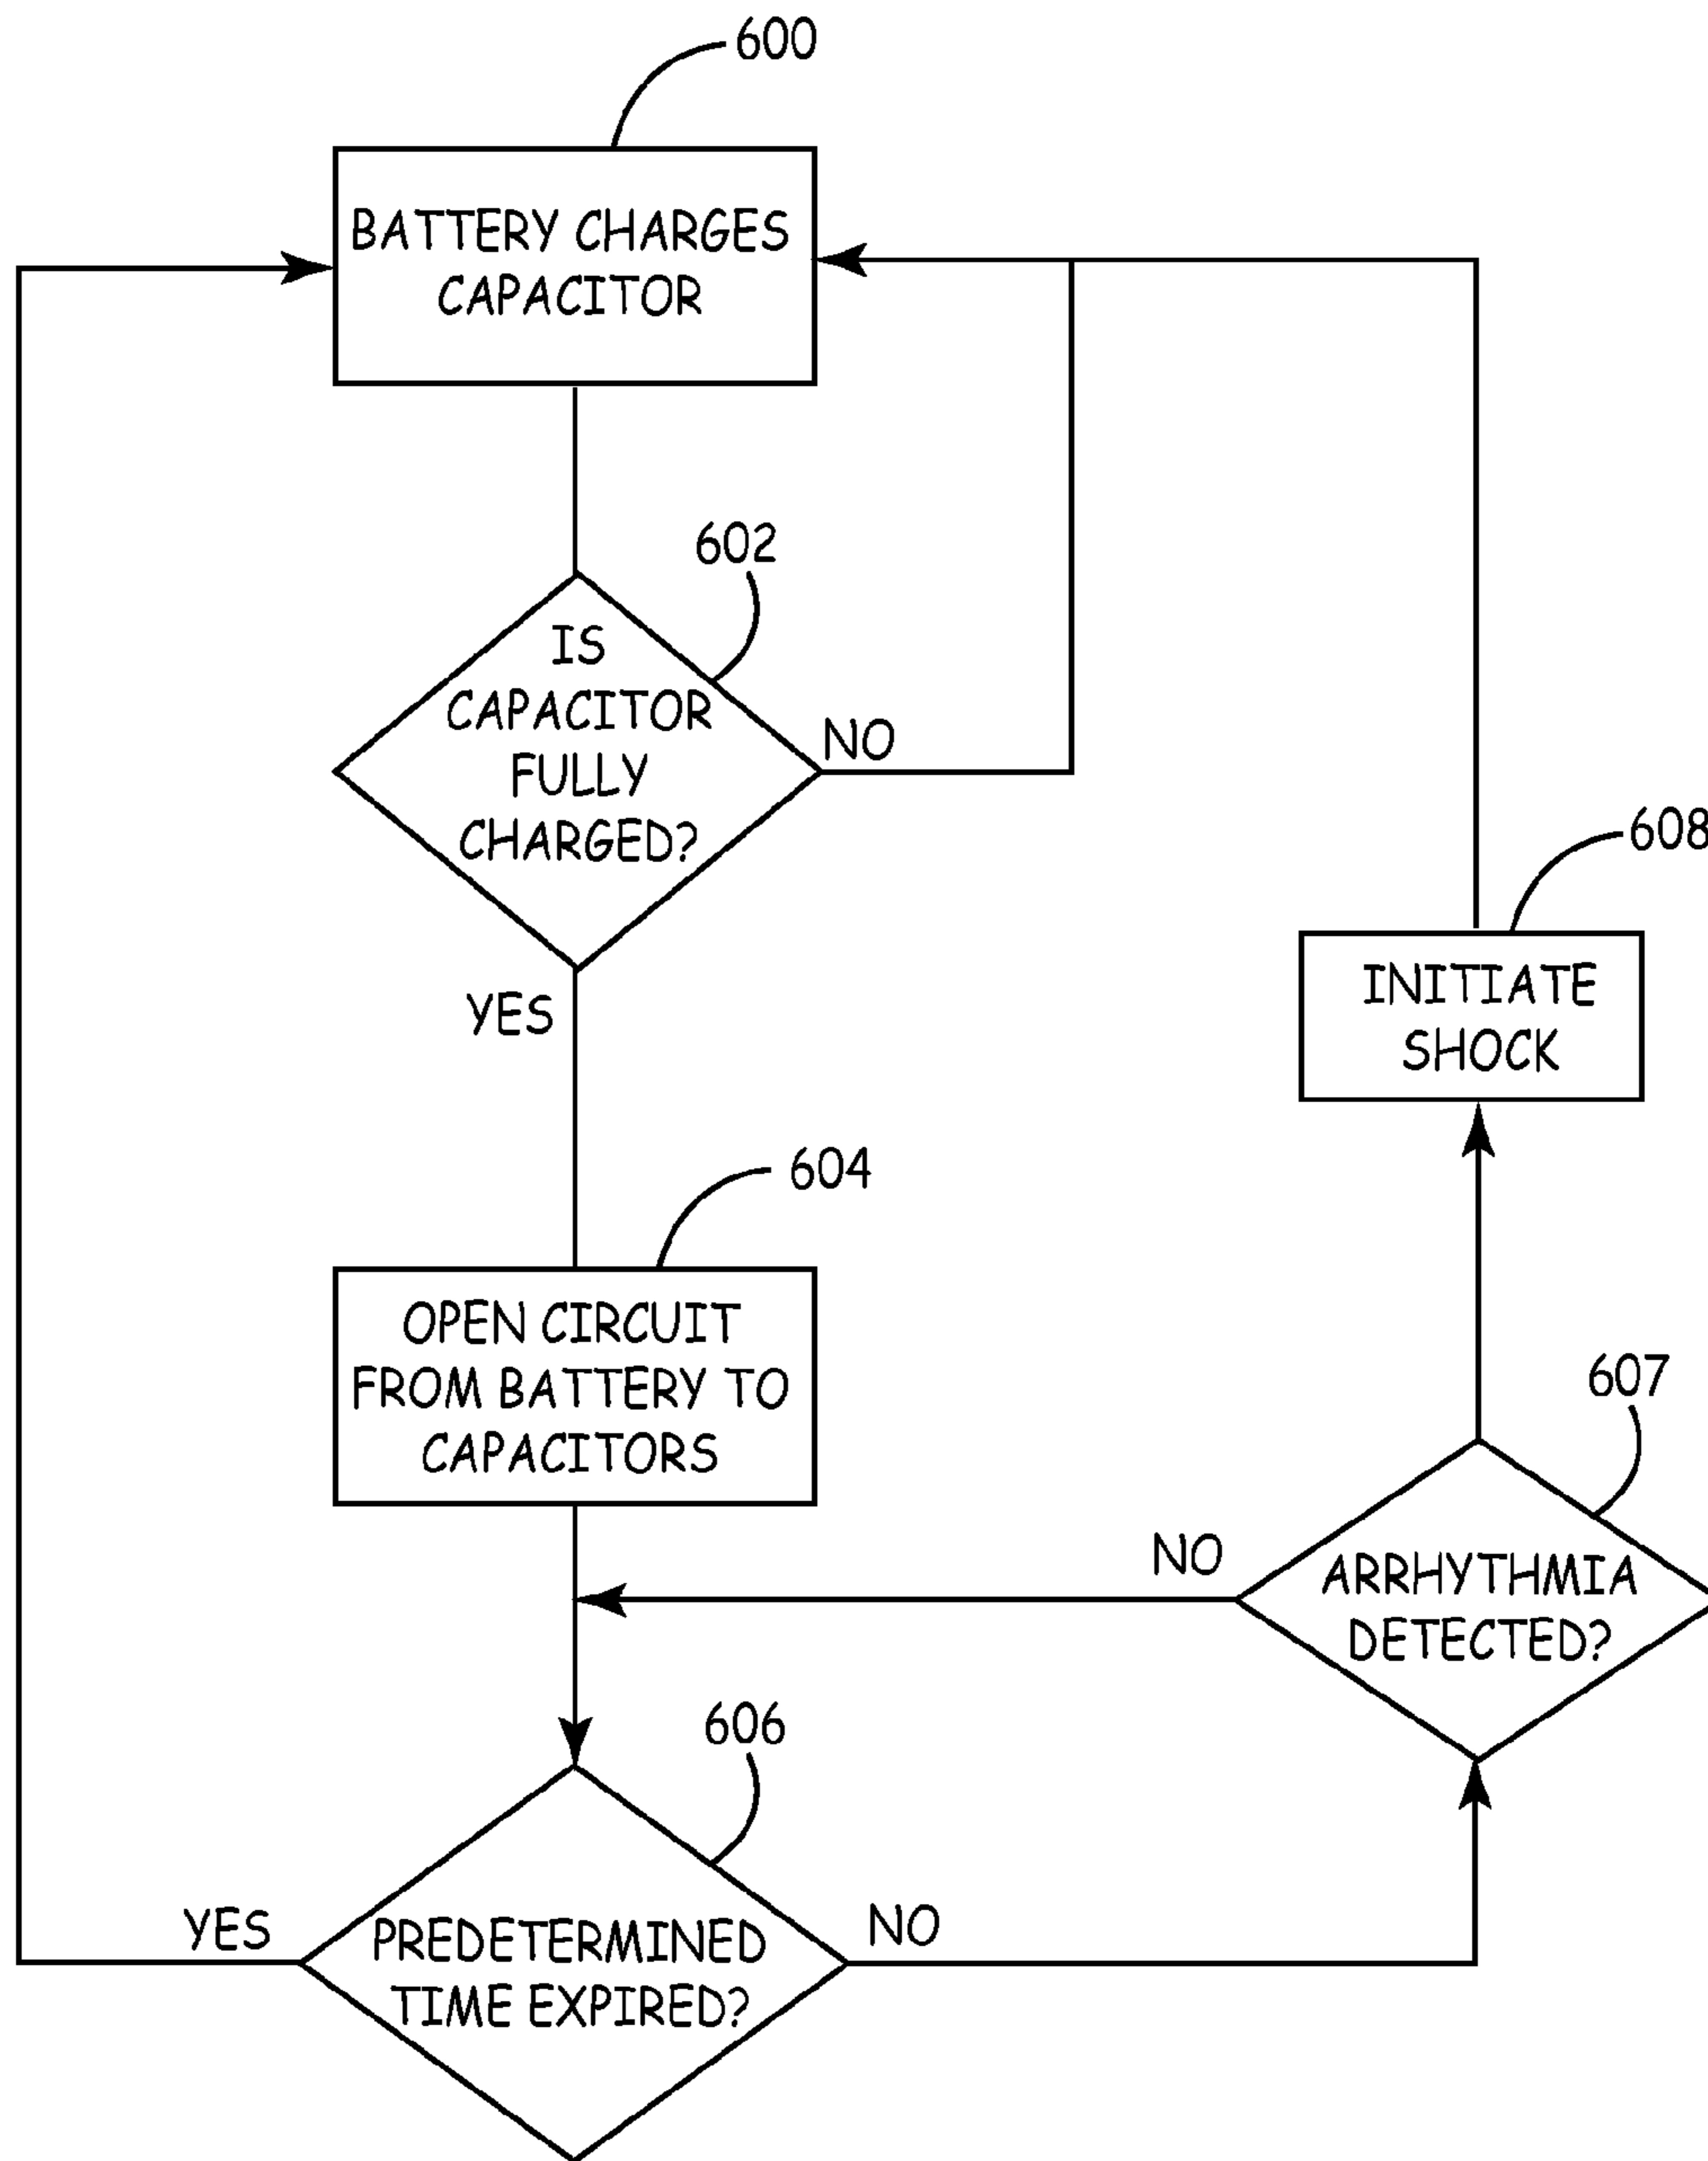 600
BATTERY CHARGES
CAPACITOR
602
IS
CAPACITOR
FULLY
CHARGED?
NO
YES
608
INITIATE
SHOCK
604
OPEN CIRCUIT
FROM BATTERY TO
CAPACITORS
607
NO
ARRHYTHMIA
DETECTED?
606
YES
PREDETERMINED
TIME EXPIRED?
NO